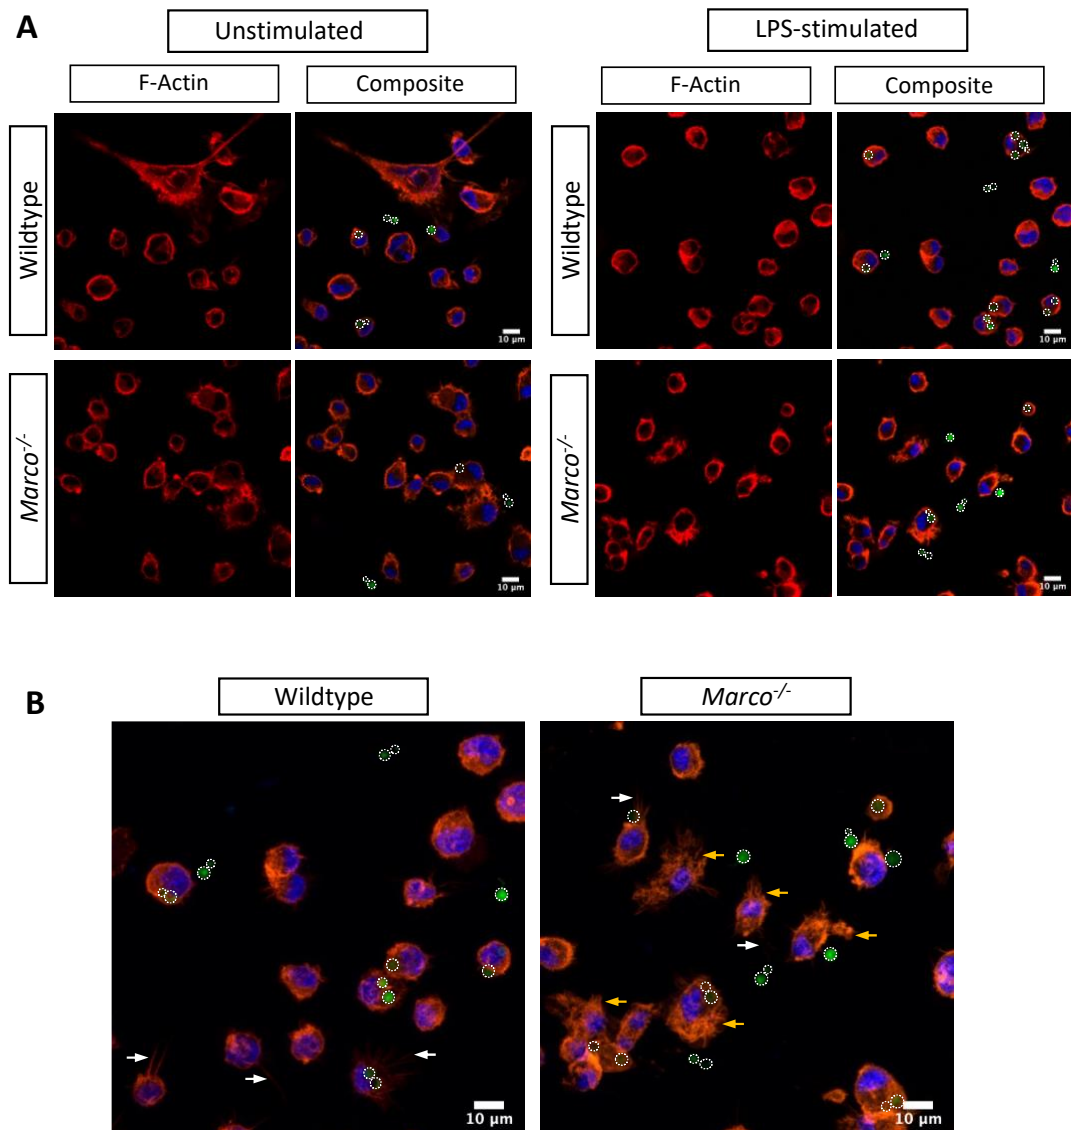 A
Unstimulated
LPS-stimulated
F-Actin
Composite
F-Actin
Composite
Wildtype
10 µm
Wildtype
10 µm
Marco-/-
10 µm
Marco-/-
10 µm
B
Wildtype
Marco-/-
10 µm
10 µm